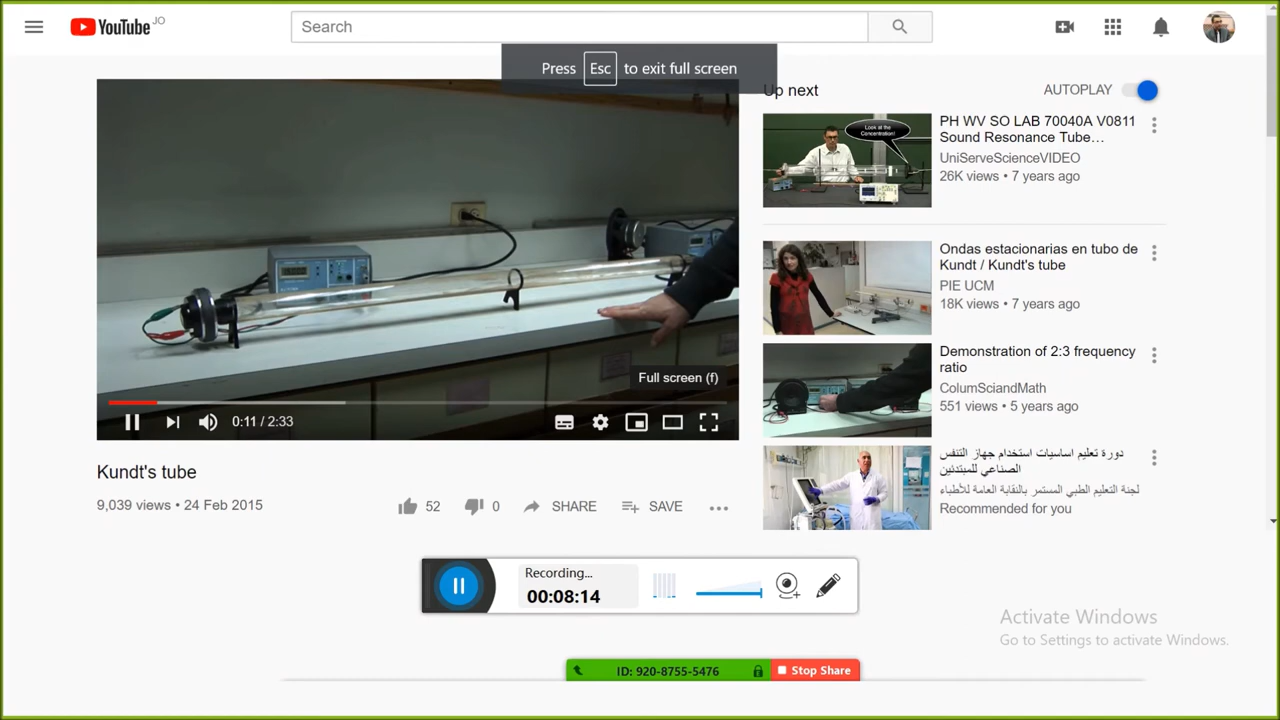 YouTube JO
Search
Press Esc to exit full screen
Up next
AUTOPLAY
Look at the
Concentration!
PH WV SO LAB 70040A V0811
Sound Resonance Tube…
UniServeScienceVIDEO
26K views • 7 years ago
Ondas estacionarias en tubo de
Kundt / Kundt's tube
PIE UCM
18K views • 7 years ago
Demonstration of 2:3 frequency
ratio
ColumSciandMath
551 views • 5 years ago
دورة تعليم اساسيات استخدام جهاز التنفس
الصناعي للمبتدئين
لجنة التعليم الطبي المستمر بالنقابة العامة للأطباء
Recommended for you
Full screen (f)
0:11 / 2:33
Kundt's tube
9,039 views • 24 Feb 2015
52
0
SHARE
SAVE
Recording...
00:08:14
Activate Windows
Go to Settings to activate Windows.
ID: 920-8755-5476
Stop Share